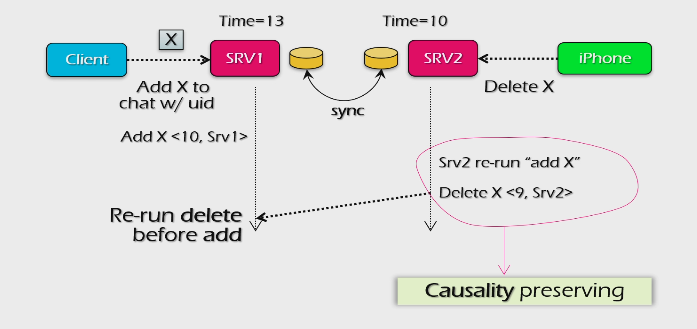 Time=13
Time=10
X
Client
SRV1
SRV2
iPhone
Add X to
chat w/ uid
sync
Delete X
Add X <10, Srv1>
Srv2 re-run “add X”
Delete X <9, Srv2>
Re-run delete
before add
Causality preserving